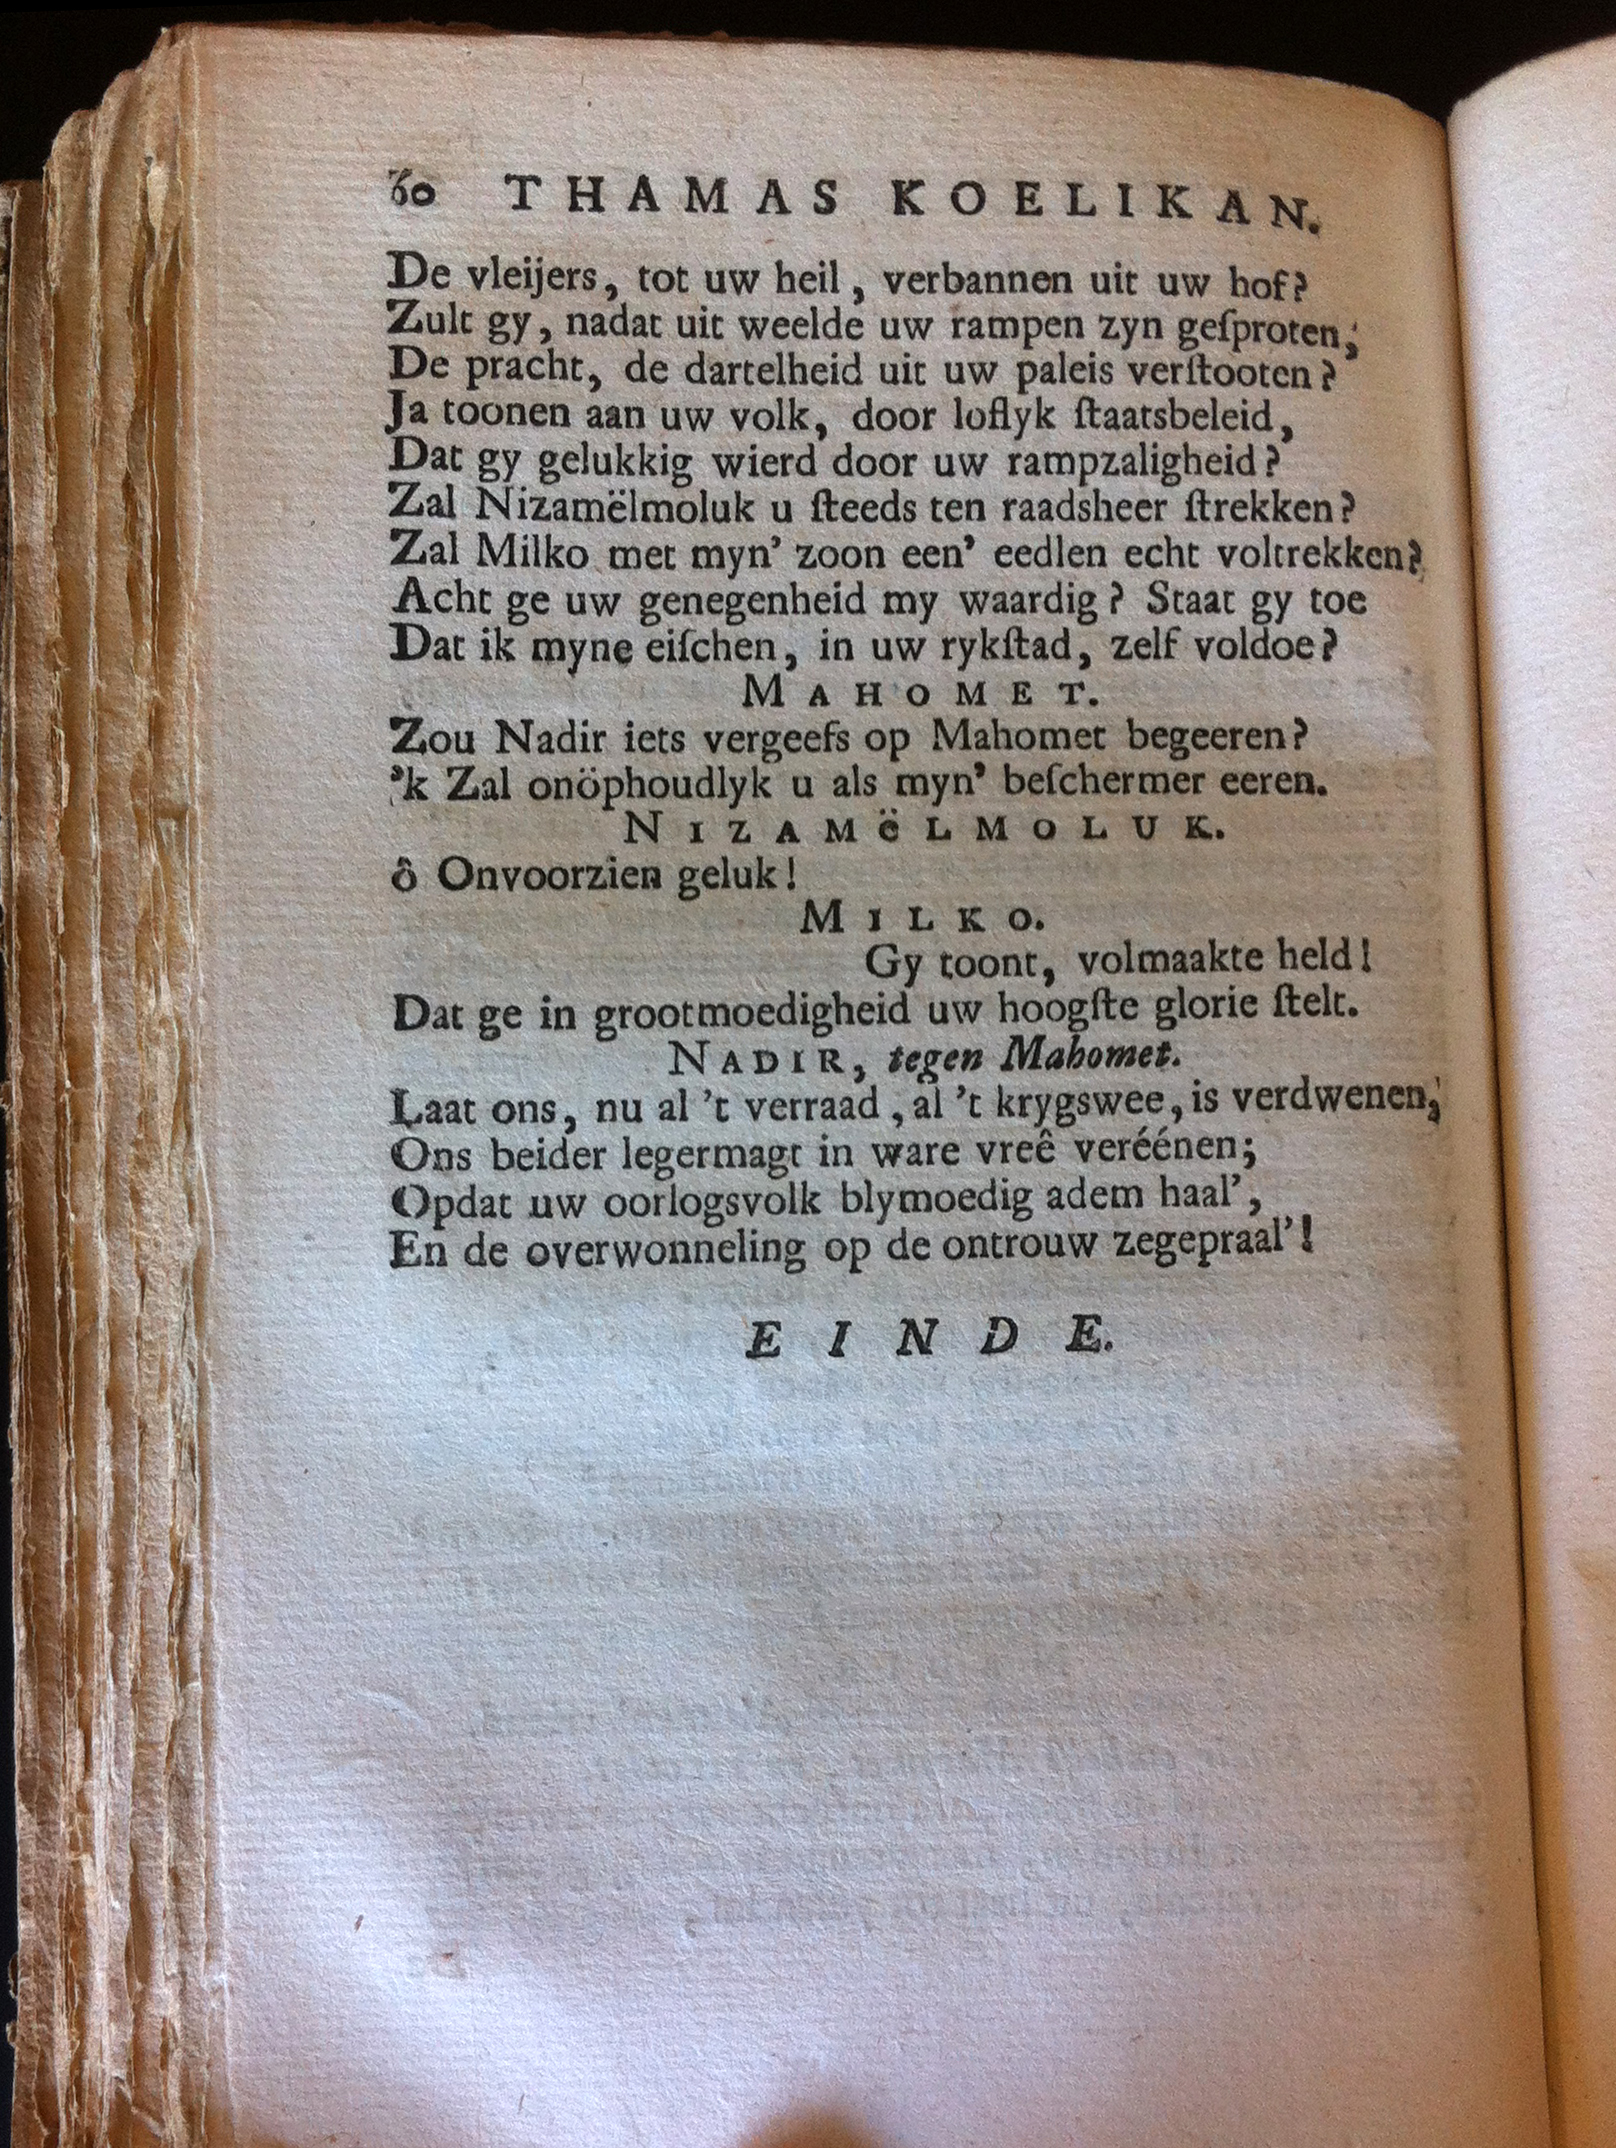 60 THAMAS KOELIKAN.
De vleijers, tot uw heil, verbannen uit uw hof?
Zult gy, nadat uit weelde uw rampen zyn geſproten,
De pracht, de dartelheid uit uw paleis verſtooten?
Ja toonen aan uw volk, door loflyk ſtaatsbeleid,
Dat gy gelukkig wierd door uw rampzaligheid?
Zal Nizamëlmoluk u ſteeds ten raadsheer ſtrekken?
Zal Milko met myn' zoon een' eedlen echt voltrekken?
Acht ge uw genegenheid my waardig? Staat gy toe
Dat ik myne eiſchen, in uw rykſtad, zelf voldoe?
MAHOMET.
Zou Nadir iets vergeefs op Mahomet begeeren?
'k Zal onöphoudlyk u als myn' beſchermer eeren.
NIZAMëLMOLUK.
ô Onvoorzien geluk!
MILKO.
Gy toont, volmaakte held!
Dat ge in grootmoedigheid uw hoogſte glorie ſtelt.
NADIR, tegen Mahomet.
Laat ons, nu al 't verraad, al 't krygswee, is verdwenen,
Ons beider legermagt in ware vreê veréénen;
Opdat uw oorlogsvolk blymoedig adem haal',
En de overwonneling op de ontrouw zegepraal'!
EINDE.